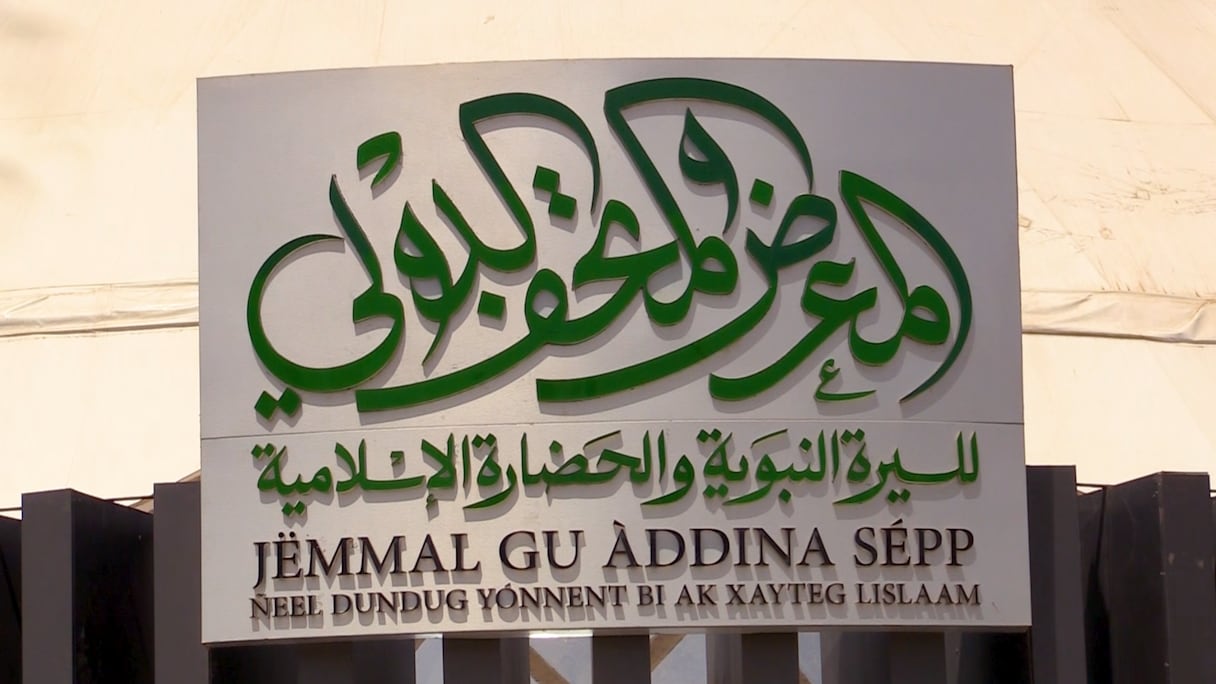 المعرض والمتحف الدولي
للسيرة النبوية والحضارة الإسلامية
JËMMAL GU ÀDDINA SÉPP
ÑEEL DUNDUG YÓNNENT BI AK XAYTEG LISLAAM